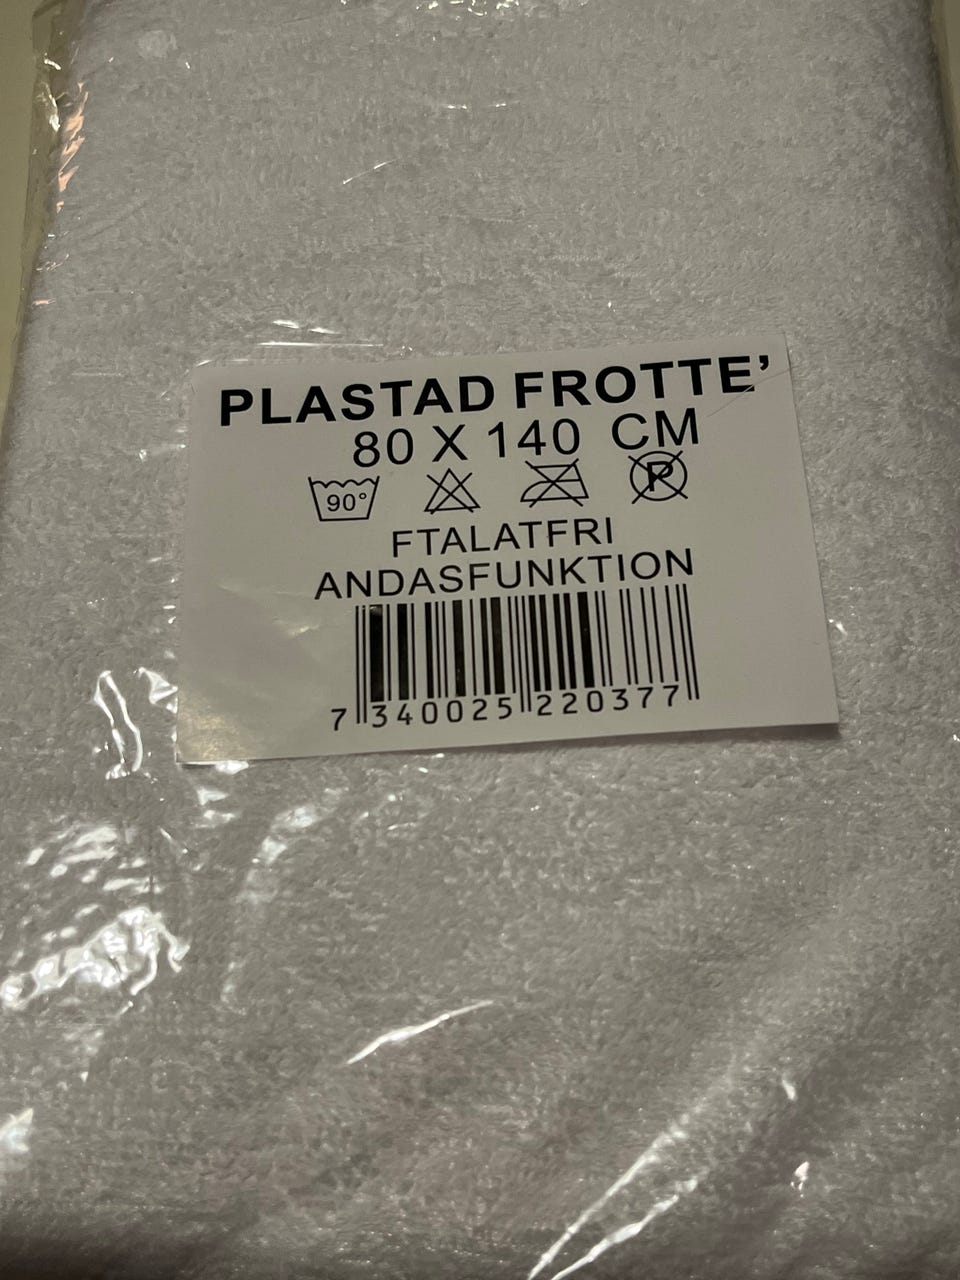 PLASTAD FROTTE'
80 X 140 CM
90° P
FTALATFRI
ANDASFUNKTION
7 340025 220377